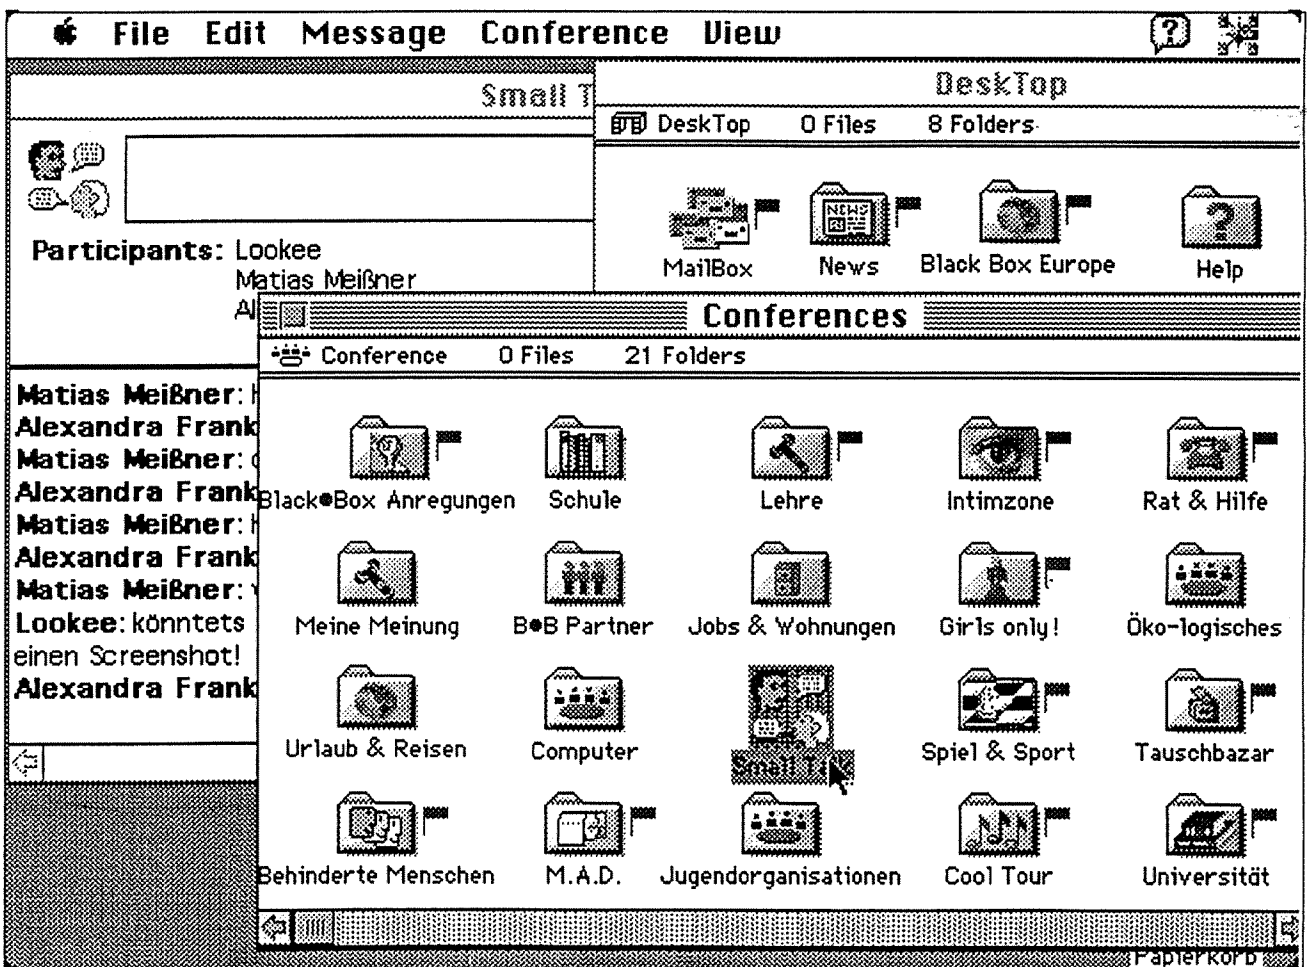 File Edit Message Conference View
Small T
DeskTop
DeskTop 0 Files 8 Folders
NEWS
MailBox News Black Box Europe Help
Participants: Lookee
Matias Meißner
Al
Conferences
Conference 0 Files 21 Folders
Matias Meißner: H
Alexandra Frank
Matias Meißner:
Alexandra Frank
Matias Meißner: H
Alexandra Frank
Matias Meißner: v
Lookee: könntets
einen Screenshot!
Alexandra Frank
Black●Box Anregungen Schule Lehre Intimzone Rat & Hilfe
Meine Meinung B●B Partner Jobs & Wohnungen Girls only! Öko-logisches
Urlaub & Reisen Computer Small Talk Spiel & Sport Tauschbazar
Behinderte Menschen M.A.D. Jugendorganisationen Cool Tour Universität
Papierkorb